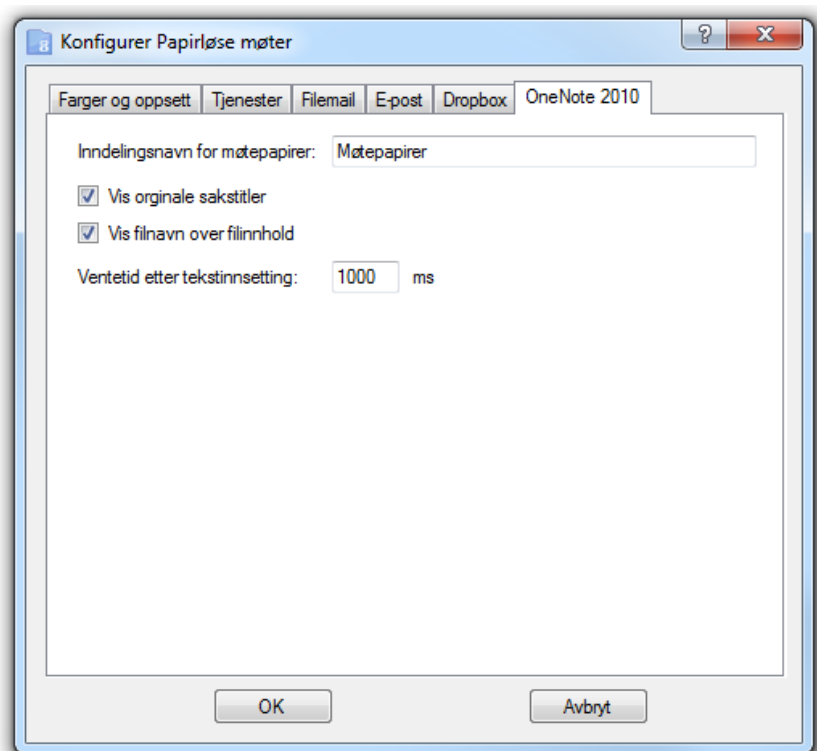 8 Konfigurer Papirløse møter ? X
Farger og oppsett Tjenester Filemail E-post Dropbox OneNote 2010
Inndelingsnavn for møtepapirer: Møtepapirer
Vis orginale sakstitler
Vis filnavn over filinnhold
Ventetid etter tekstinnsetting: 1000 ms
OK Avbryt